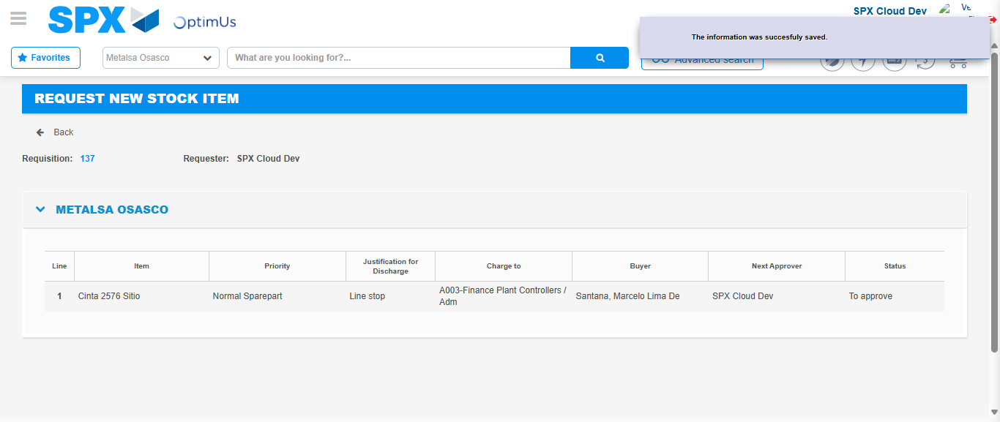 SPX
OptimUs
SPX Cloud Dev
The information was succesfuly saved.
Favorites
Metalsa Osasco
What are you looking for?...
Advanced search
REQUEST NEW STOCK ITEM
Back
Requisition: 137 Requester: SPX Cloud Dev
METALSA OSASCO
Line Item Priority Justification for Discharge Charge to Buyer Next Approver Status
1 Cinta 2576 Sitio Normal Sparepart Line stop A003-Finance Plant Controllers / Adm Santana, Marcelo Lima De SPX Cloud Dev To approve